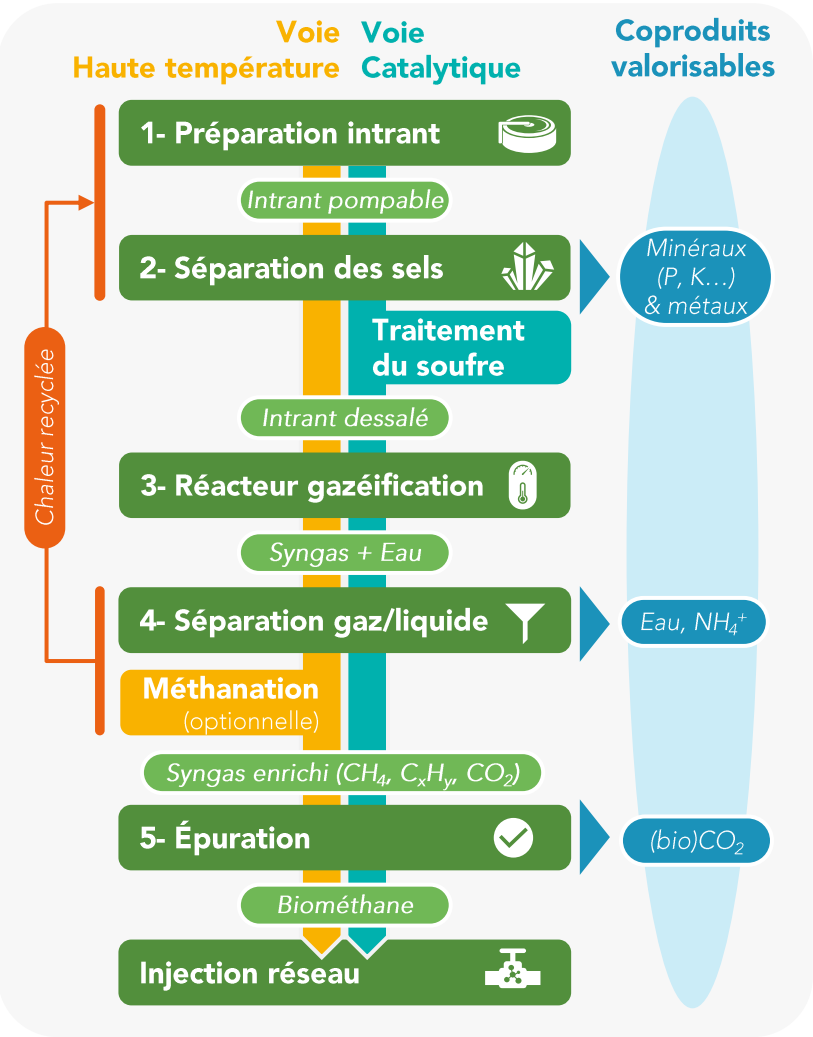 Voie
Haute température
Voie
Catalytique
Coproduits
valorisables
1- Préparation intrant
Intrant pompable
2- Séparation des sels
Minéraux
(P, K...)
& métaux
Traitement
du soufre
Intrant dessalé
Chaleur recyclée
3- Réacteur gazéification
Syngas + Eau
4- Séparation gaz/liquide
Eau, NH₄⁺
Méthanation
(optionnelle)
Syngas enrichi (CH₄, CₓHᵧ, CO₂)
5- Épuration
(bio)CO₂
Biométhane
Injection réseau